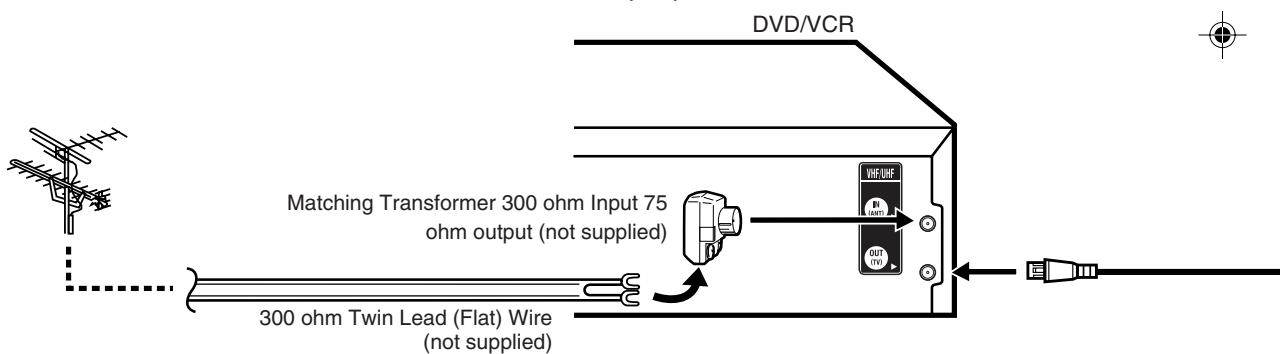 DVD/VCR
VHF/UHF
IN
(ANT)
OUT
(TV)
Matching Transformer 300 ohm Input 75
ohm output (not supplied)
300 ohm Twin Lead (Flat) Wire
(not supplied)